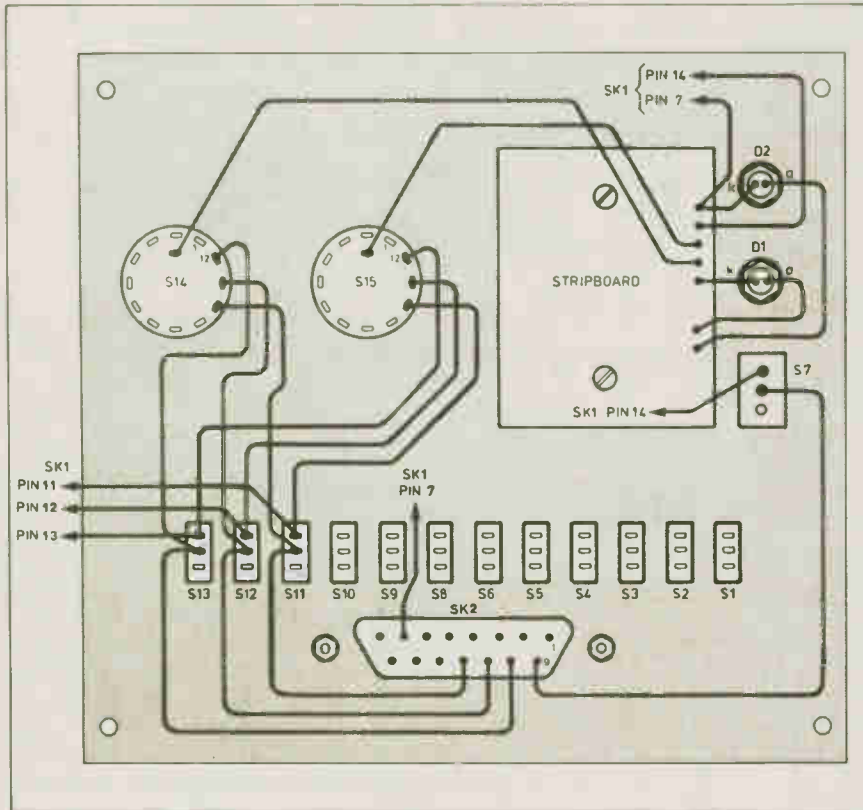 SK1 { PIN 14
PIN 7
D2
k a
12
S14
1
12
S15
1
STRIPBOARD
D1
k a
S7
SK1 PIN 14
SK1
PIN 11
PIN 12
PIN 13
SK1
PIN 7
S13 S12 S11 S10 S9 S8 S6 S5 S4 S3 S2 S1
SK2
1
9